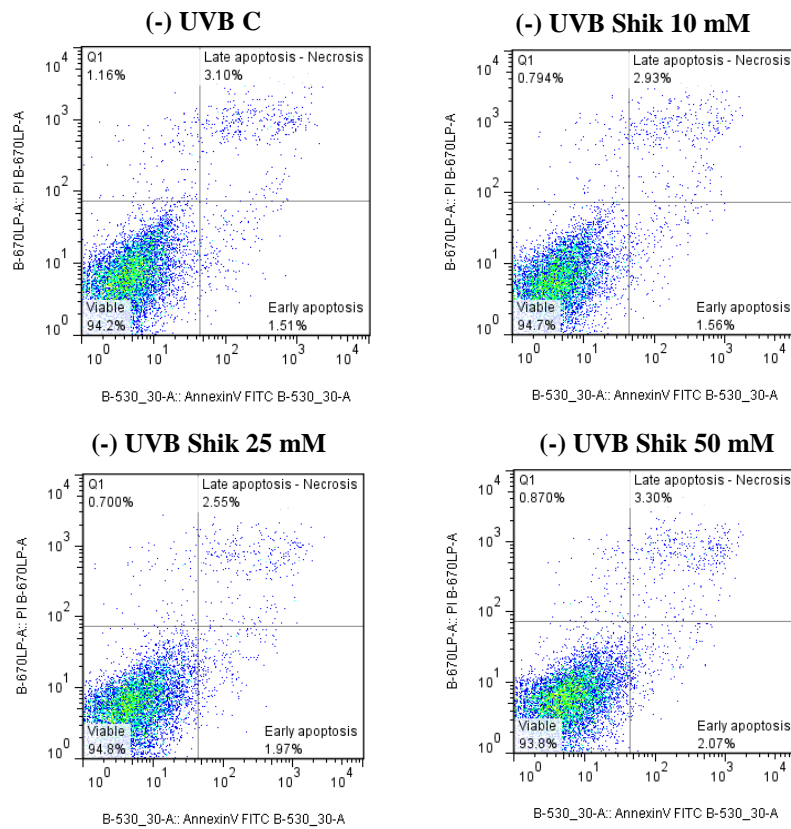 (-) UVB C
Q1
1.16%
Late apoptosis - Necrosis
3.10%
10^4
10^3
10^2
10^1
10^0
B-670LP-A:: PI B-670LP-A
Viable
94.2%
Early apoptosis
1.51%
10^0 10^1 10^2 10^3 10^4
B-530_30-A:: AnnexinV FITC B-530_30-A
(-) UVB Shik 10 mM
Q1
0.794%
Late apoptosis - Necrosis
2.93%
10^4
10^3
10^2
10^1
10^0
B-670LP-A:: PI B-670LP-A
Viable
94.7%
Early apoptosis
1.56%
10^0 10^1 10^2 10^3 10^4
B-530_30-A:: AnnexinV FITC B-530_30-A
(-) UVB Shik 25 mM
Q1
0.700%
Late apoptosis - Necrosis
2.55%
10^4
10^3
10^2
10^1
10^0
B-670LP-A:: PI B-670LP-A
Viable
94.8%
Early apoptosis
1.97%
10^0 10^1 10^2 10^3 10^4
B-530_30-A:: AnnexinV FITC B-530_30-A
(-) UVB Shik 50 mM
Q1
0.870%
Late apoptosis - Necrosis
3.30%
10^4
10^3
10^2
10^1
10^0
B-670LP-A:: PI B-670LP-A
Viable
93.8%
Early apoptosis
2.07%
10^0 10^1 10^2 10^3 10^4
B-530_30-A:: AnnexinV FITC B-530_30-A